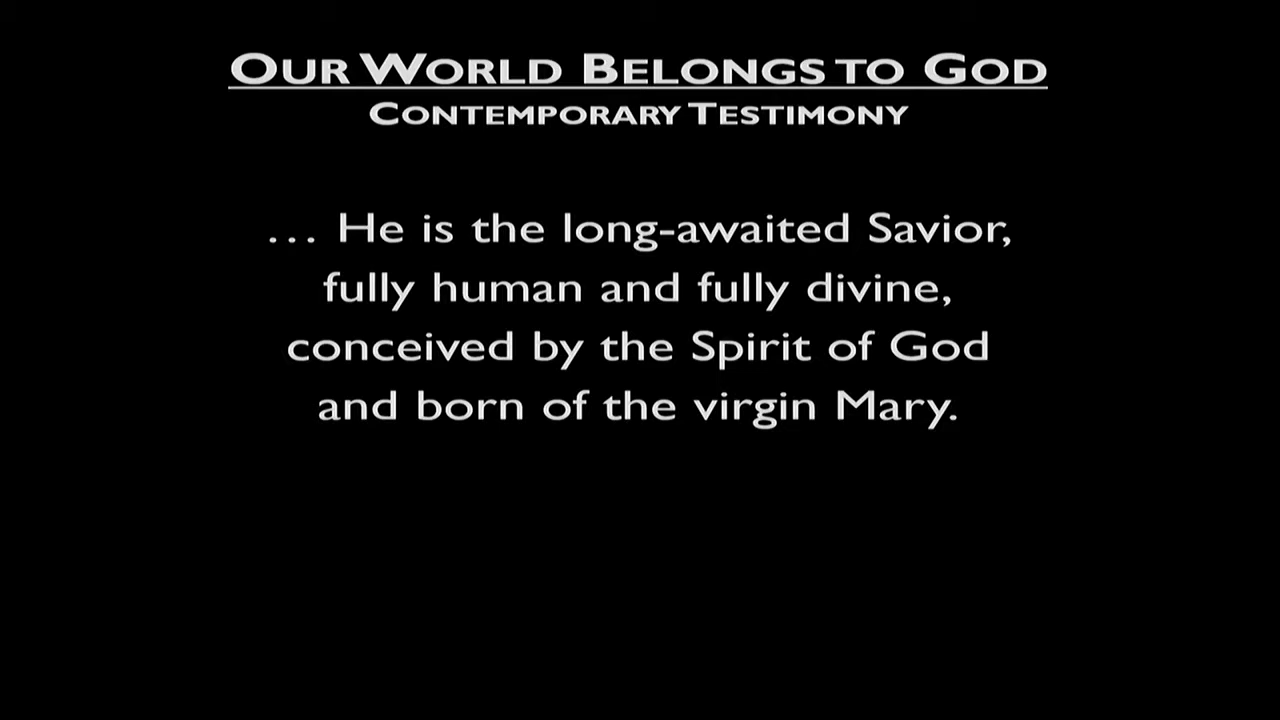 OUR WORLD BELONGS TO GOD
CONTEMPORARY TESTIMONY
... He is the long-awaited Savior,
fully human and fully divine,
conceived by the Spirit of God
and born of the virgin Mary.